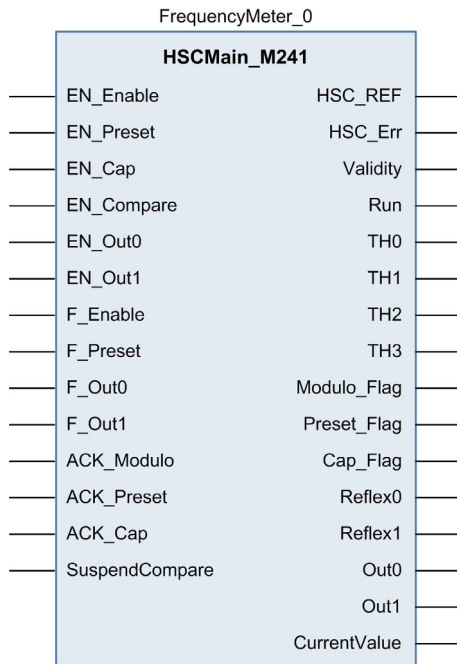 FrequencyMeter_0
HSCMain_M241
EN_Enable HSC_REF
EN_Preset HSC_Err
EN_Cap Validity
EN_Compare Run
EN_Out0 TH0
EN_Out1 TH1
F_Enable TH2
F_Preset TH3
F_Out0 Modulo_Flag
F_Out1 Preset_Flag
ACK_Modulo Cap_Flag
ACK_Preset Reflex0
ACK_Cap Reflex1
SuspendCompare Out0
Out1
CurrentValue